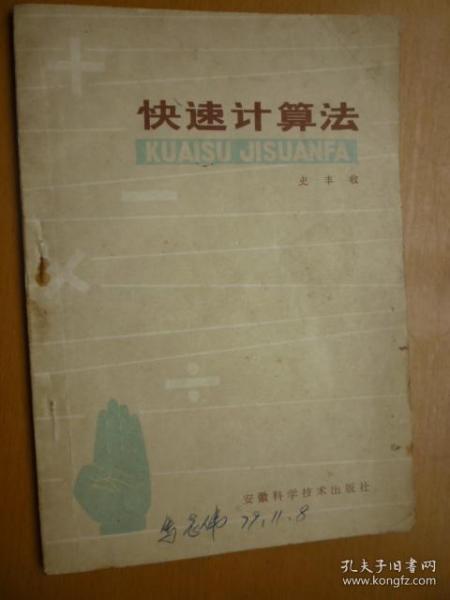 快速计算法
KUAISU JISUANFA
史丰收
安徽科学技术出版社
79.11.8
孔夫子旧书网
www.kongfz.com